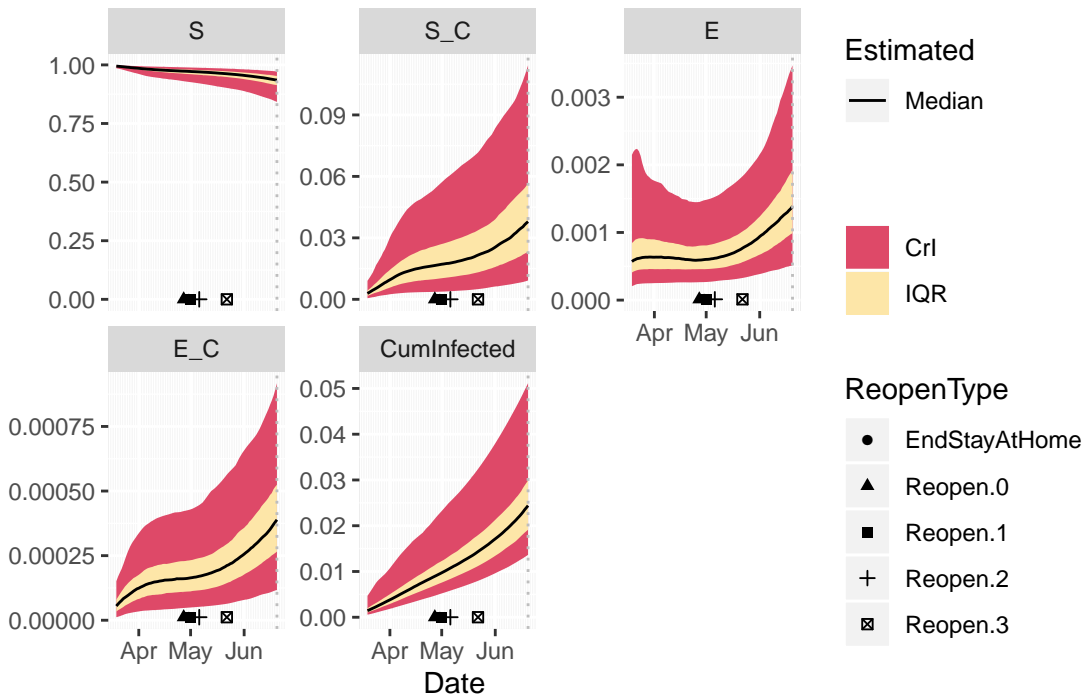 S
S_C
E
1.00
0.75
0.50
0.25
0.00
0.09
0.06
0.03
0.00
0.003
0.002
0.001
0.000
Apr May Jun
E_C
CumInfected
0.00075
0.00050
0.00025
0.00000
Apr May Jun
0.05
0.04
0.03
0.02
0.01
0.00
Apr May Jun
Date
Estimated
Median
CrI
IQR
ReopenType
EndStayAtHome
Reopen.0
Reopen.1
Reopen.2
Reopen.3